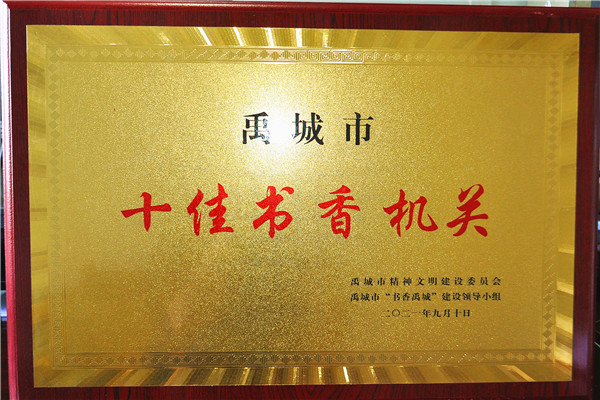 禹城市
十佳书香机关
禹城市精神文明建设委员会
禹城市“书香禹城”建设领导小组
二〇二一年九月十日